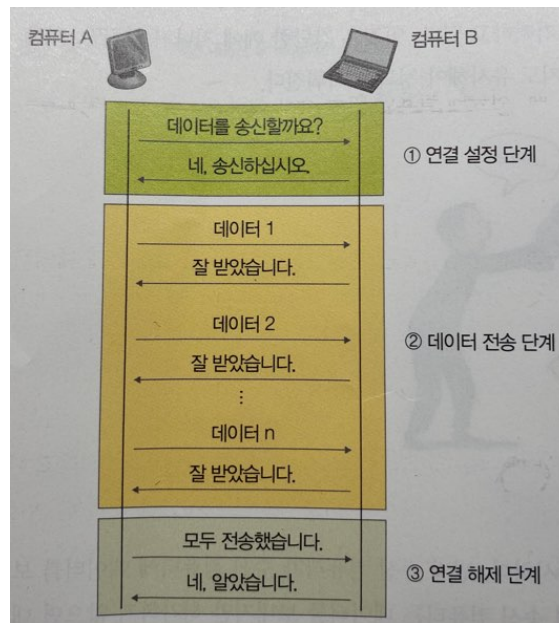 컴퓨터 A
컴퓨터 B
데이터를 송신할까요?
네, 송신하십시오.
① 연결 설정 단계
데이터 1
잘 받았습니다.
데이터 2
잘 받았습니다.
⋮
데이터 n
잘 받았습니다.
② 데이터 전송 단계
모두 전송했습니다.
네, 알았습니다.
③ 연결 해제 단계